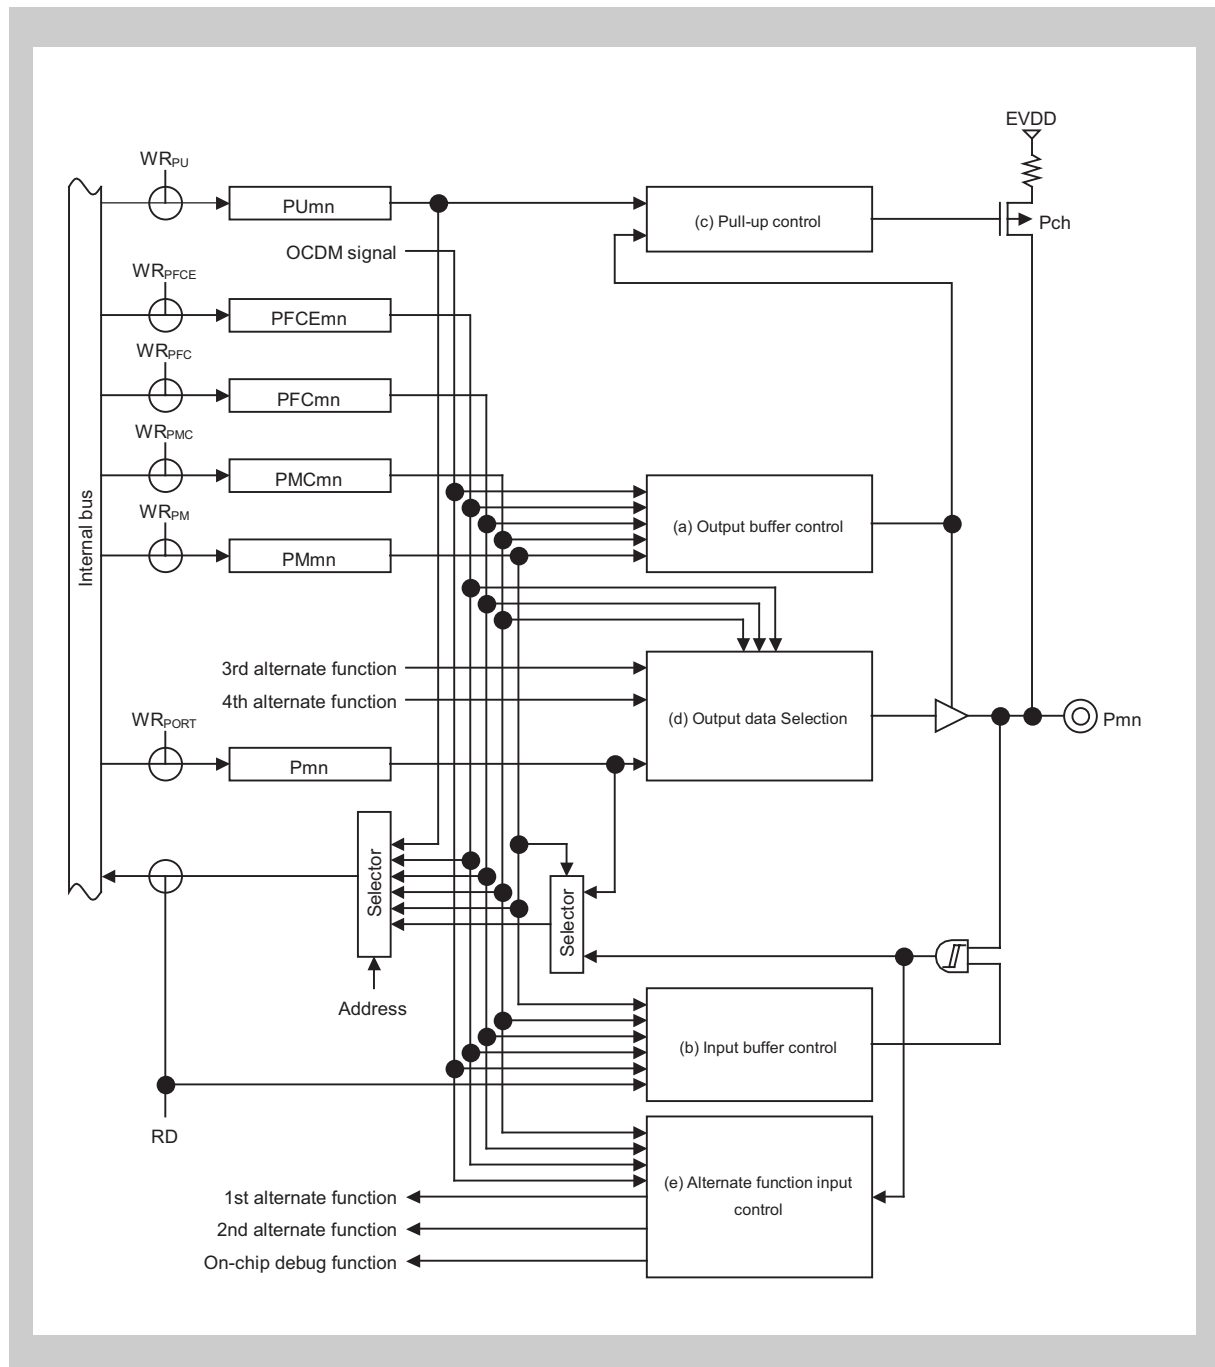 EVDD
WRPU
PUmn
(c) Pull-up control
Pch
OCDM signal
WRPFCE
PFCEmn
WRPFC
PFCmn
WRPMC
PMCmn
Internal bus
WRPM
PMmn
(a) Output buffer control
3rd alternate function
4th alternate function
(d) Output data Selection
Pmn
WRPORT
Pmn
Selector
Selector
Address
(b) Input buffer control
RD
(e) Alternate function input
control
1st alternate function
2nd alternate function
On-chip debug function